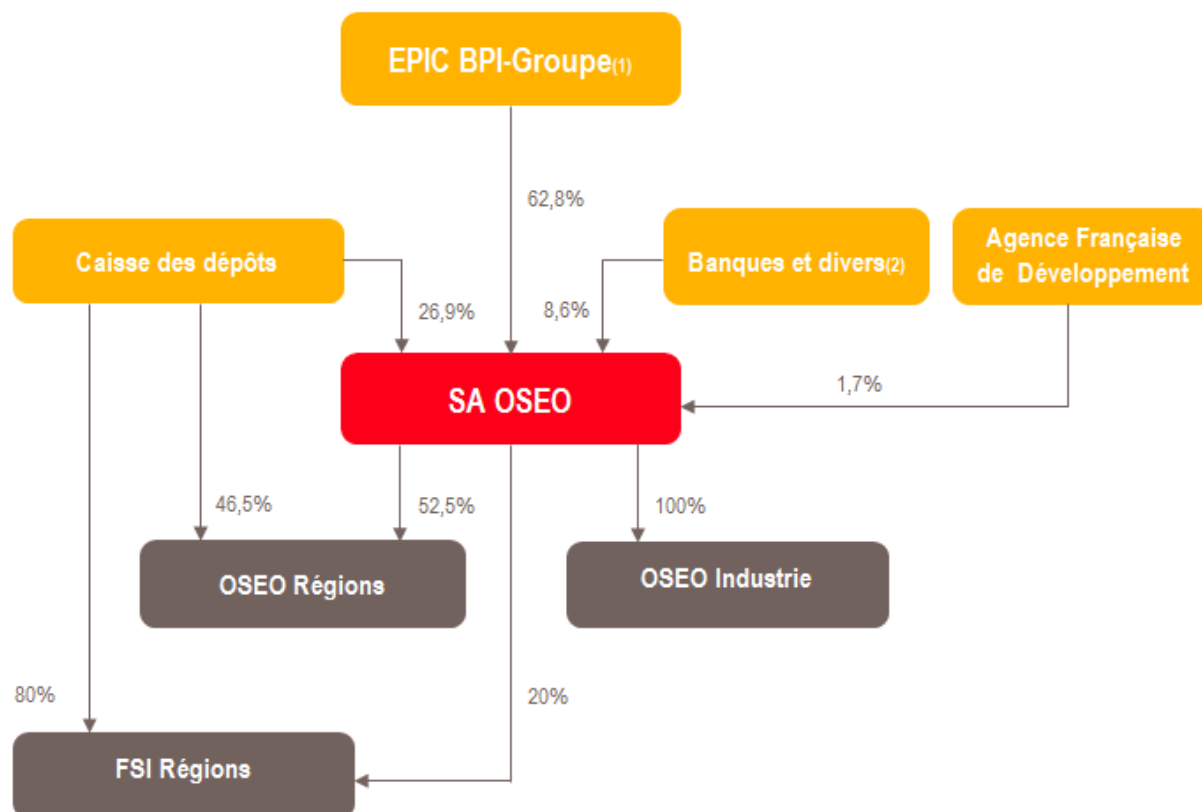 EPIC BPI-Groupe(1)
62,8%
Caisse des dépôts
Banques et divers(2)
Agence Française
de Développement
26,9%
8,6%
SA OSEO
1,7%
46,5%
52,5%
100%
OSEO Régions
OSEO Industrie
80%
20%
FSI Régions